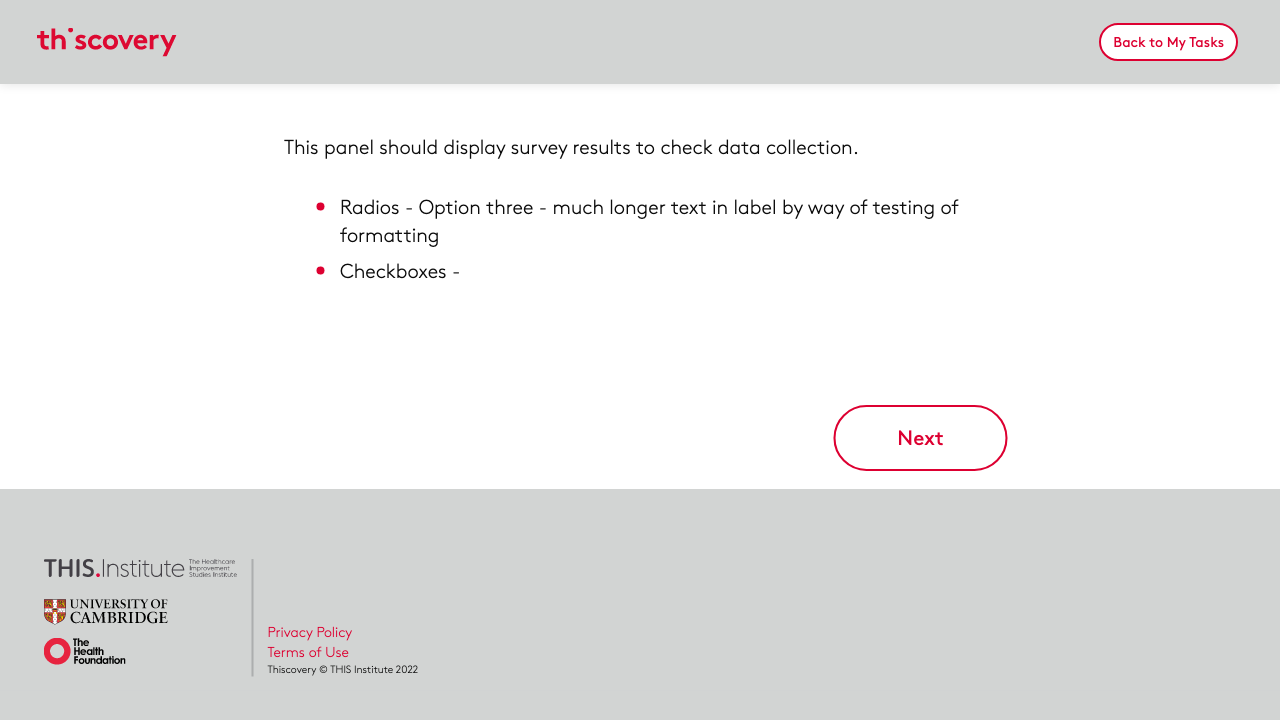 thiscovery
Back to My Tasks
This panel should display survey results to check data collection.
Radios - Option three - much longer text in label by way of testing of
formatting
Checkboxes -
Next
THIS.Institute
The Healthcare
Improvement
Studies Institute
UNIVERSITY OF
CAMBRIDGE
The
Health
Foundation
Privacy Policy
Terms of Use
Thiscovery © THIS Institute 2022